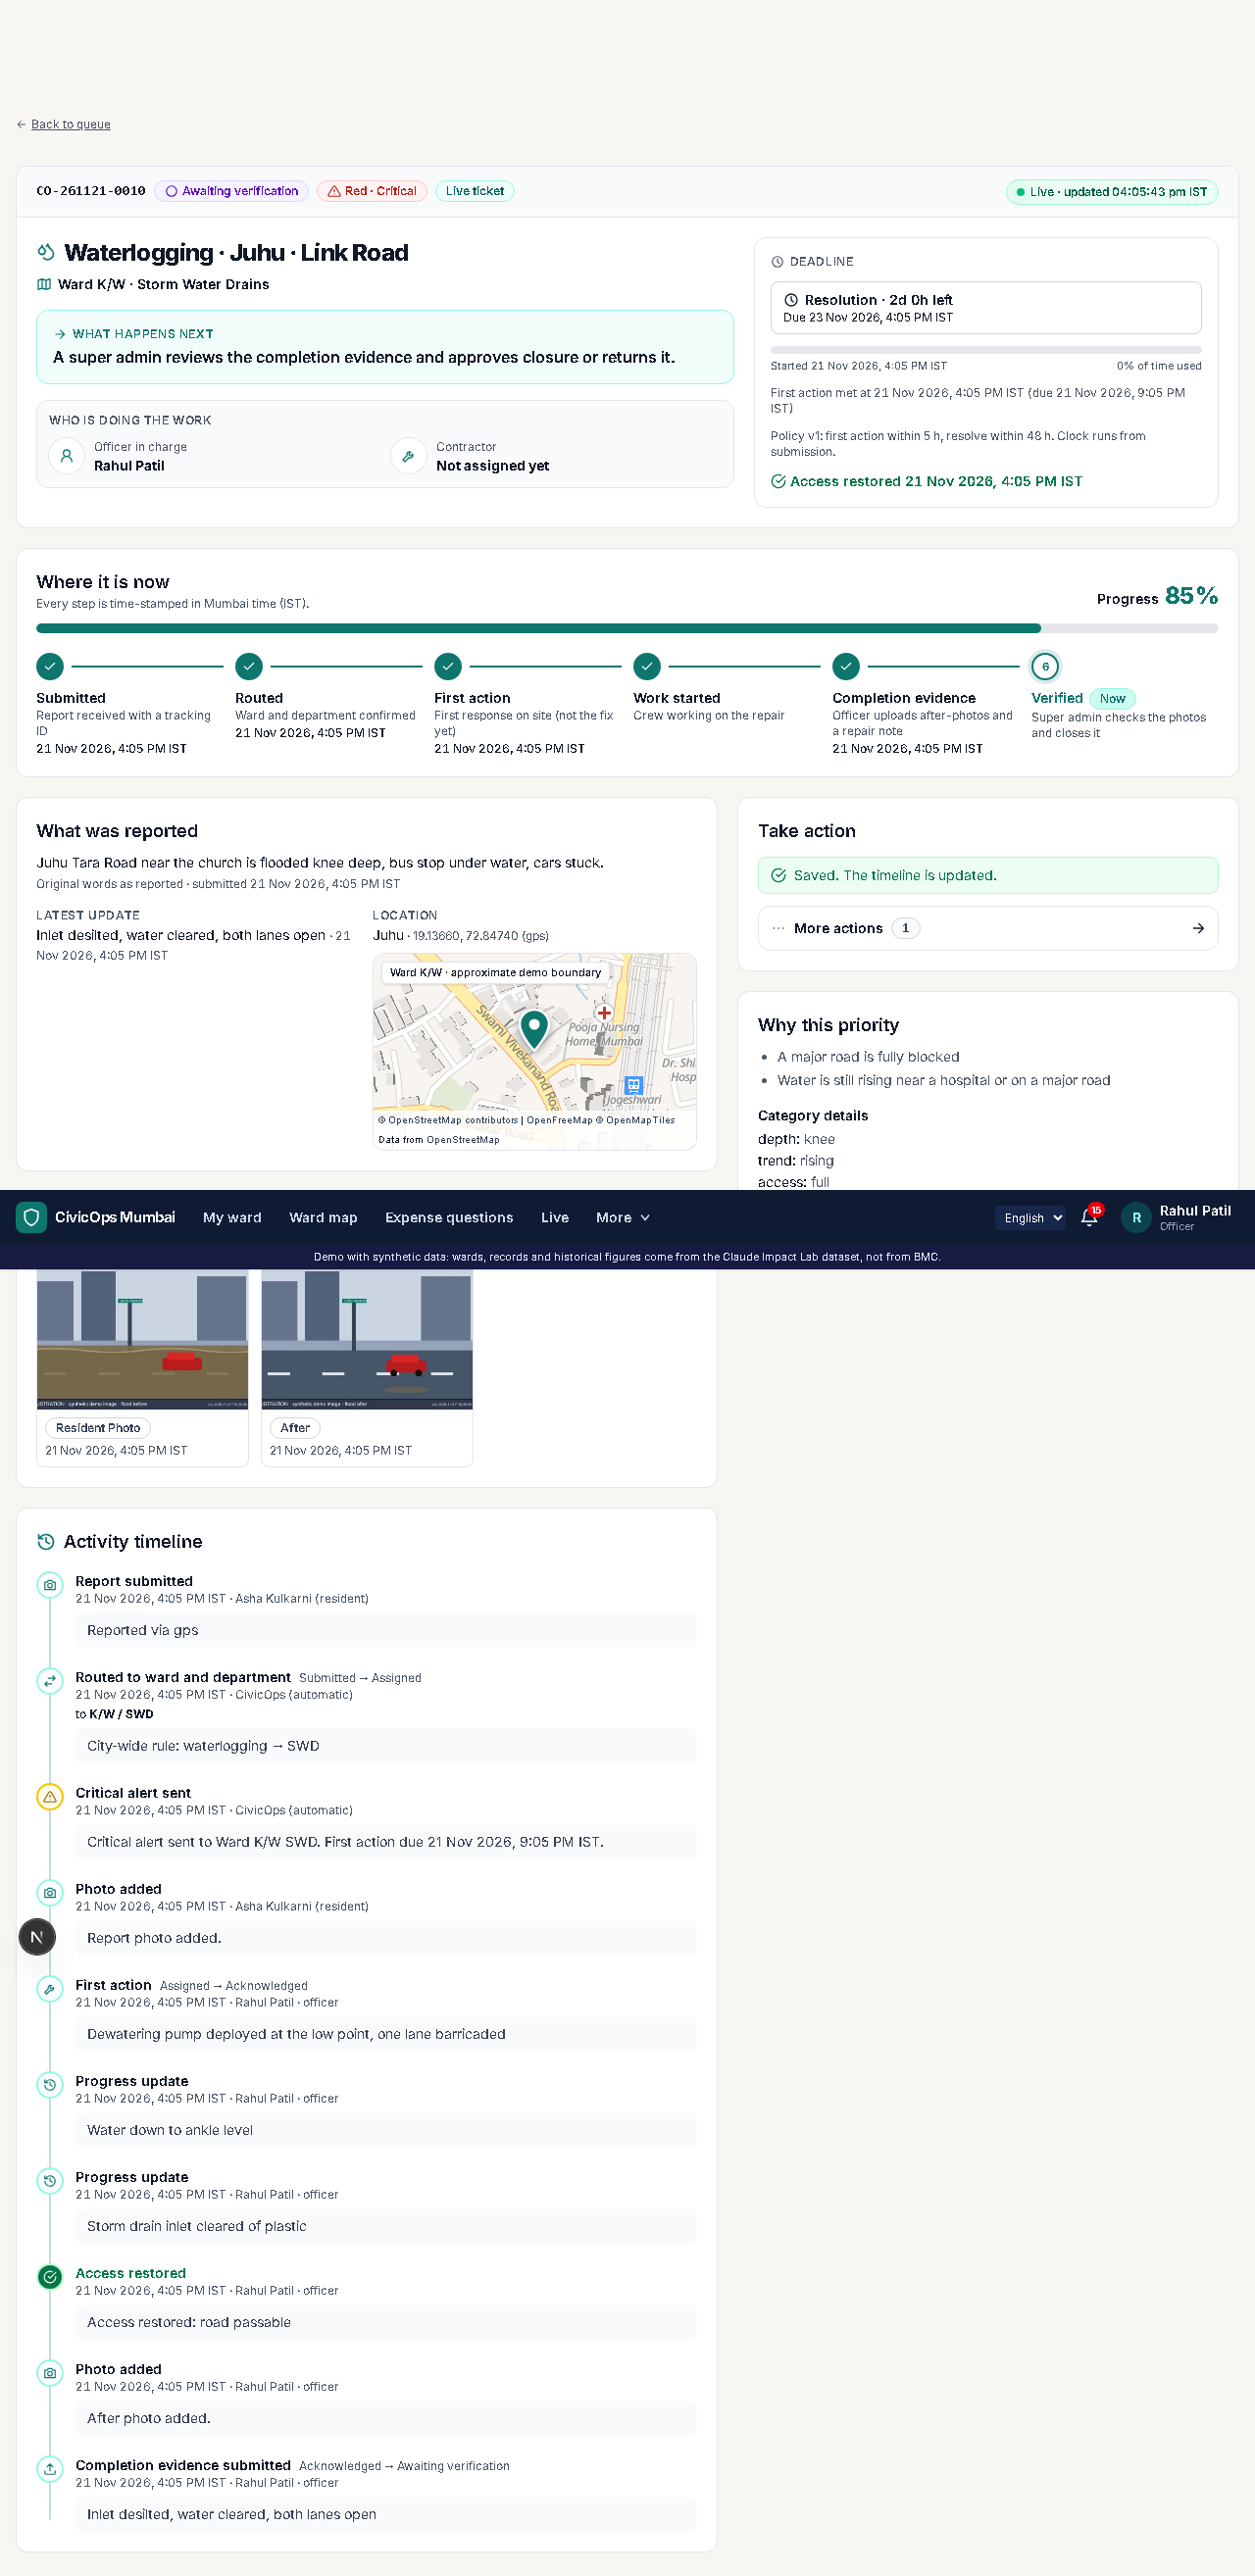 ← Back to queue
CO-261121-0010 Awaiting verification Red · Critical Live ticket Live · updated 04:05:43 pm IST
Waterlogging · Juhu · Link Road
Ward K/W · Storm Water Drains
→ WHAT HAPPENS NEXT
A super admin reviews the completion evidence and approves closure or returns it.
WHO IS DOING THE WORK
Officer in charge
Rahul Patil
Contractor
Not assigned yet
DEADLINE
Resolution · 2d 0h left
Due 23 Nov 2026, 4:05 PM IST
Started 21 Nov 2026, 4:05 PM IST 0% of time used
First action met at 21 Nov 2026, 4:05 PM IST (due 21 Nov 2026, 9:05 PM
IST)
Policy v1: first action within 5 h, resolve within 48 h. Clock runs from
submission.
Access restored 21 Nov 2026, 4:05 PM IST
Where it is now
Every step is time-stamped in Mumbai time (IST).
Progress 85%
Submitted
Report received with a tracking
ID
21 Nov 2026, 4:05 PM IST
Routed
Ward and department confirmed
21 Nov 2026, 4:05 PM IST
First action
First response on site (not the fix
yet)
21 Nov 2026, 4:05 PM IST
Work started
Crew working on the repair
Completion evidence
Officer uploads after-photos and
a repair note
21 Nov 2026, 4:05 PM IST
6
Verified Now
Super admin checks the photos
and closes it
What was reported
Juhu Tara Road near the church is flooded knee deep, bus stop under water, cars stuck.
Original words as reported · submitted 21 Nov 2026, 4:05 PM IST
LATEST UPDATE
Inlet desilted, water cleared, both lanes open · 21
Nov 2026, 4:05 PM IST
LOCATION
Juhu · 19.13660, 72.84740 (gps)
Ward K/W · approximate demo boundary
Swami Vivekanand Roa
Pooja Nursing
Home, Mumbai
Dr. Shi
Hosp
Jogeshwari
© OpenStreetMap contributors | OpenFreeMap © OpenMapTiles
Data from OpenStreetMap
Take action
Saved. The timeline is updated.
··· More actions 1 →
Why this priority
• A major road is fully blocked
• Water is still rising near a hospital or on a major road
Category details
depth: knee
trend: rising
access: full
CivicOps Mumbai My ward Ward map Expense questions Live More English 15 R Rahul Patil
Officer
Demo with synthetic data: wards, records and historical figures come from the Claude Impact Lab dataset, not from BMC.
USTRATION · synthetic demo image · flood before
USTRATION · synthetic demo image · flood after
Resident Photo
21 Nov 2026, 4:05 PM IST
After
21 Nov 2026, 4:05 PM IST
Activity timeline
Report submitted
21 Nov 2026, 4:05 PM IST · Asha Kulkarni (resident)
Reported via gps
Routed to ward and department Submitted → Assigned
21 Nov 2026, 4:05 PM IST · CivicOps (automatic)
to K/W / SWD
City-wide rule: waterlogging → SWD
Critical alert sent
21 Nov 2026, 4:05 PM IST · CivicOps (automatic)
Critical alert sent to Ward K/W SWD. First action due 21 Nov 2026, 9:05 PM IST.
Photo added
21 Nov 2026, 4:05 PM IST · Asha Kulkarni (resident)
Report photo added.
N
First action Assigned → Acknowledged
21 Nov 2026, 4:05 PM IST · Rahul Patil · officer
Dewatering pump deployed at the low point, one lane barricaded
Progress update
21 Nov 2026, 4:05 PM IST · Rahul Patil · officer
Water down to ankle level
Progress update
21 Nov 2026, 4:05 PM IST · Rahul Patil · officer
Storm drain inlet cleared of plastic
Access restored
21 Nov 2026, 4:05 PM IST · Rahul Patil · officer
Access restored: road passable
Photo added
21 Nov 2026, 4:05 PM IST · Rahul Patil · officer
After photo added.
Completion evidence submitted Acknowledged → Awaiting verification
21 Nov 2026, 4:05 PM IST · Rahul Patil · officer
Inlet desilted, water cleared, both lanes open